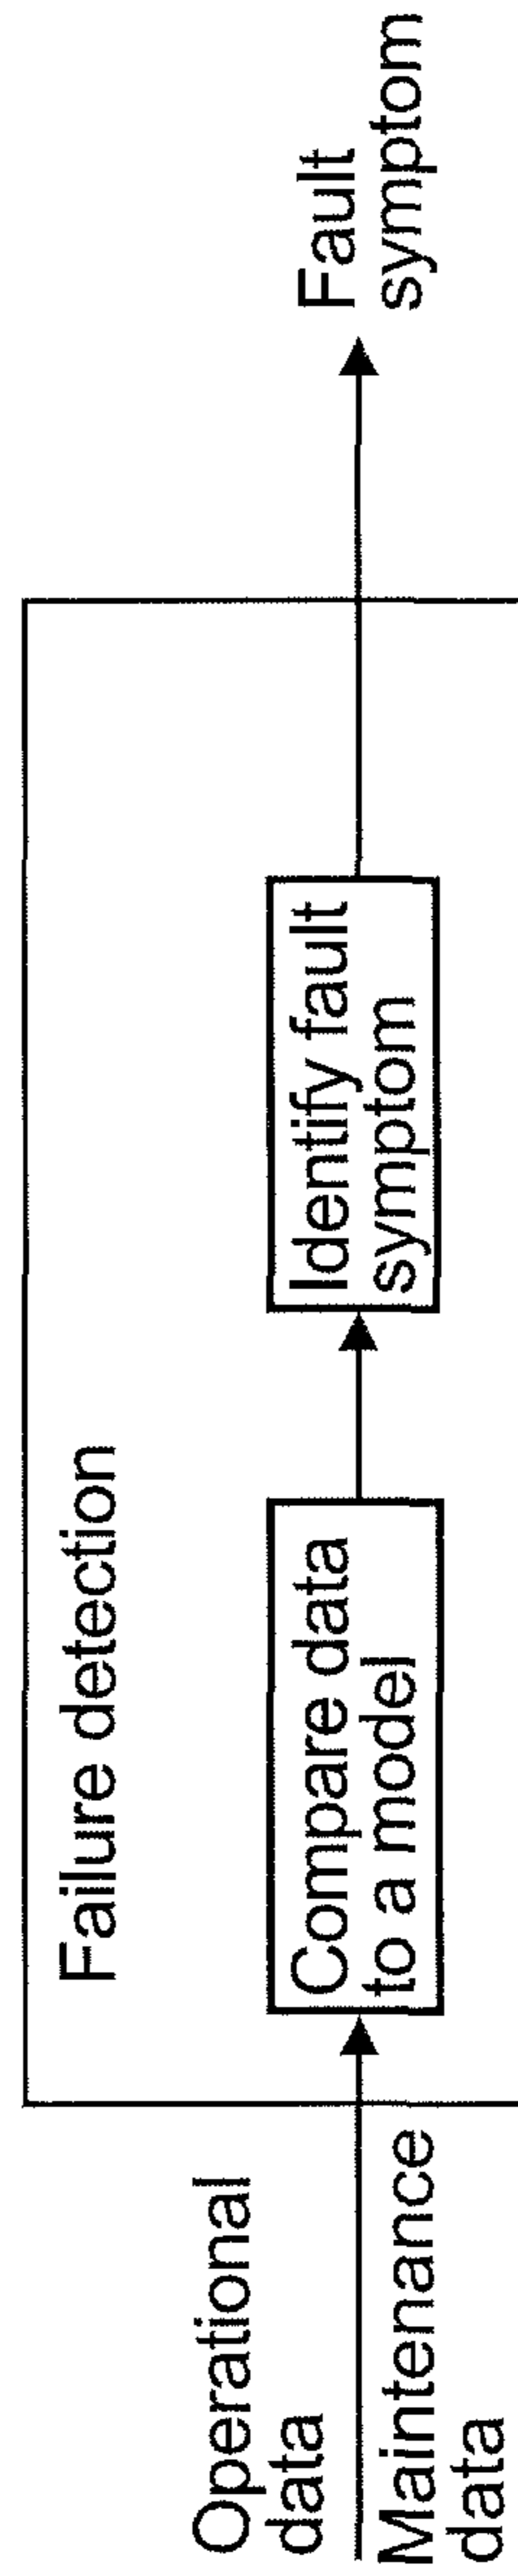 Failure detection
Operational
data
Maintenance
data
Compare data
to a model
Identify fault
symptom
Fault
symptom